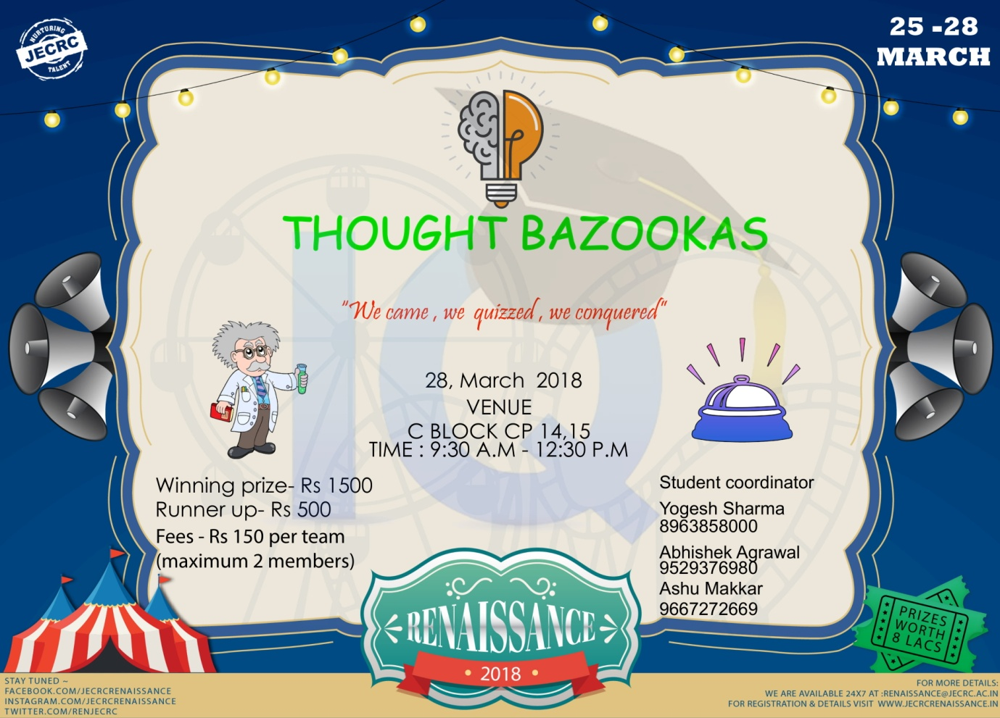 NURTURING
JECRC
TALENT
25 -28
MARCH
THOUGHT BAZOOKAS
"We came , we quizzed , we conquered"
IQ
28, March 2018
VENUE
C BLOCK CP 14,15
TIME : 9:30 A.M - 12:30 P.M
Winning prize- Rs 1500
Runner up- Rs 500
Fees - Rs 150 per team
(maximum 2 members)
Student coordinator
Yogesh Sharma
8963858000
Abhishek Agrawal
9529376980
Ashu Makkar
9667272669
RENAISSANCE
2018
PRIZES
WORTH
8 LACS
STAY TUNED ~
FACEBOOK.COM/JECRCRENAISSANCE
INSTAGRAM.COM/JECRCRENAISSANCE
TWITTER.COM/RENJECRC
FOR MORE DETAILS:
WE ARE AVAILABLE 24X7 AT :RENAISSANCE@JECRC.AC.IN
FOR REGISTRATION & DETAILS VISIT WWW.JECRCRENAISSANCE.IN